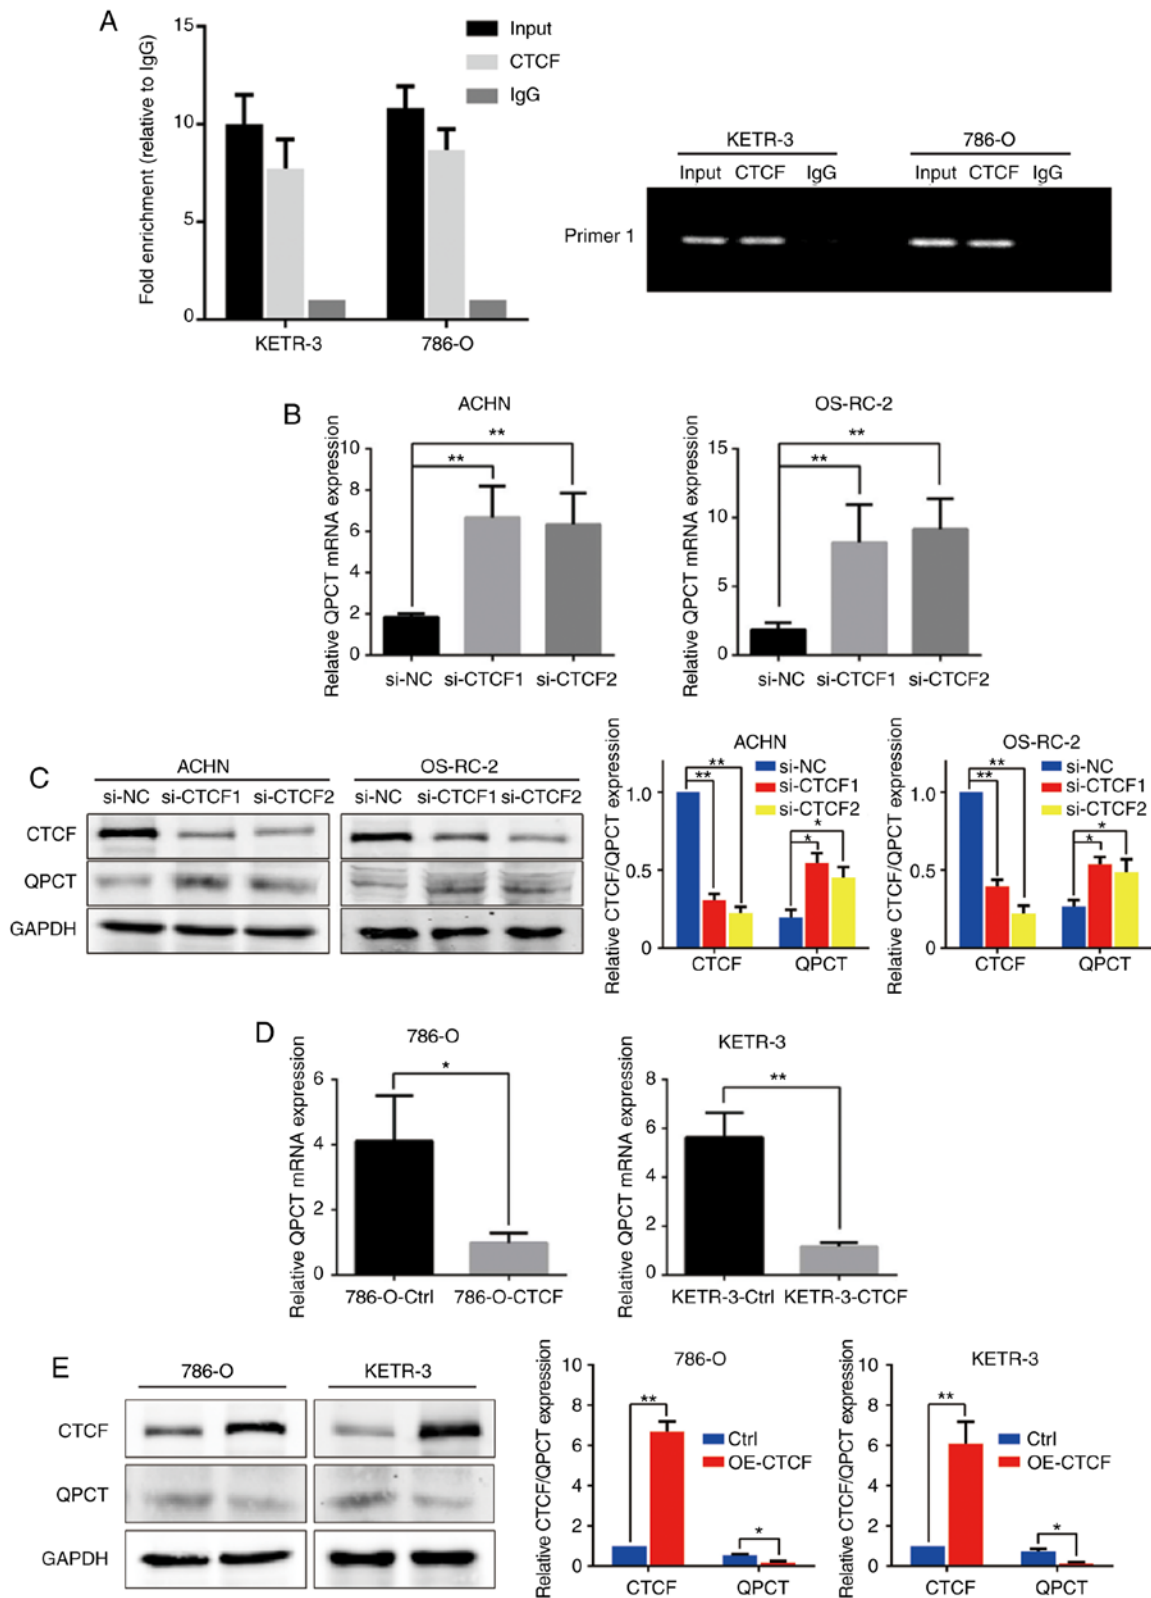 A
Fold enrichment (relative to IgG)
15
10
5
0
Input
CTCF
IgG
KETR-3
786-O
KETR-3 786-O
Input CTCF IgG Input CTCF IgG
Primer 1
B
ACHN
Relative QPCT mRNA expression
10
8
6
4
2
0
**
**
si-NC si-CTCF1 si-CTCF2
OS-RC-2
Relative QPCT mRNA expression
15
10
5
0
**
**
si-NC si-CTCF1 si-CTCF2
C
ACHN OS-RC-2
si-NC si-CTCF1 si-CTCF2 si-NC si-CTCF1 si-CTCF2
CTCF
QPCT
GAPDH
ACHN
Relative CTCF/QPCT expression
1.0
0.5
0
si-NC
si-CTCF1
si-CTCF2
**
**
*
*
CTCF QPCT
OS-RC-2
Relative CTCF/QPCT expression
1.0
0.5
0
si-NC
si-CTCF1
si-CTCF2
**
**
*
*
CTCF QPCT
D
786-O
Relative QPCT mRNA expression
6
4
2
0
*
786-O-Ctrl 786-O-CTCF
KETR-3
Relative QPCT mRNA expression
8
6
4
2
0
**
KETR-3-Ctrl KETR-3-CTCF
E
786-O KETR-3
CTCF
QPCT
GAPDH
786-O
Relative CTCF/QPCT expression
10
8
6
4
2
0
**
Ctrl
OE-CTCF
*
CTCF QPCT
KETR-3
Relative CTCF/QPCT expression
10
8
6
4
2
0
**
Ctrl
OE-CTCF
*
CTCF QPCT